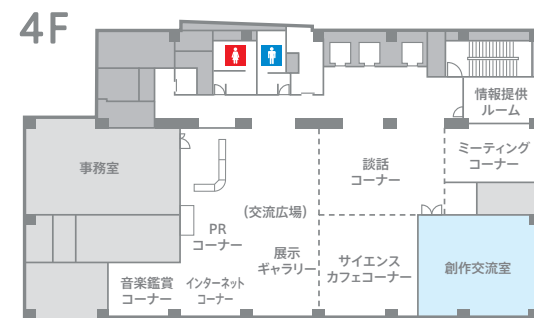 4F
情報提供
ルーム
ミーティング
コーナー
談話
コーナー
事務室
(交流広場)
PR
コーナー
展示
ギャラリー
サイエンス
カフェコーナー
創作交流室
音楽鑑賞
コーナー
インターネット
コーナー